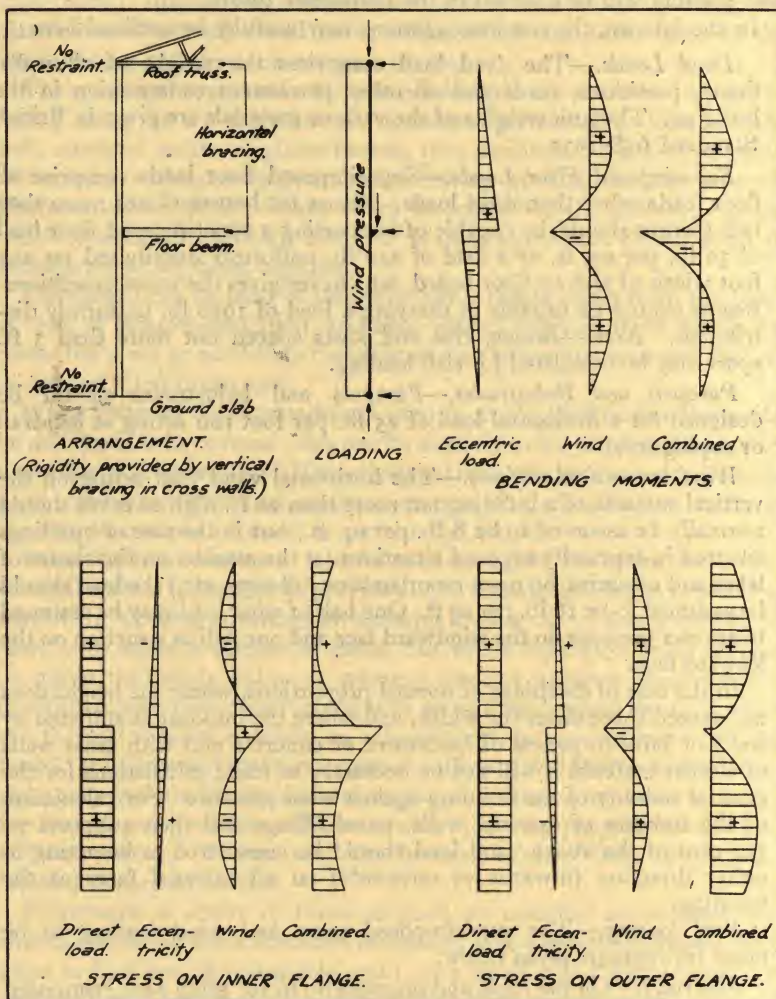 No
Restraint.
Roof truss.
Horizontal
bracing.
Floor beam.
No
Restraint.
Ground slab
ARRANGEMENT.
(Rigidity provided by vertical
bracing in cross walls.)
Wind pressure
LOADING.
+
−
Eccentric
load.
+
−
+
Wind
+
−
+
Combined
BENDING MOMENTS.
+
+
Direct
load.
−
+
Eccen-
tricity
−
+
−
Wind.
+
+
Combined.
STRESS ON INNER FLANGE.
+
+
Direct
load.
+
−
Eccen-
tricity.
+
−
+
Wind
+
+
Combined
STRESS ON OUTER FLANGE.